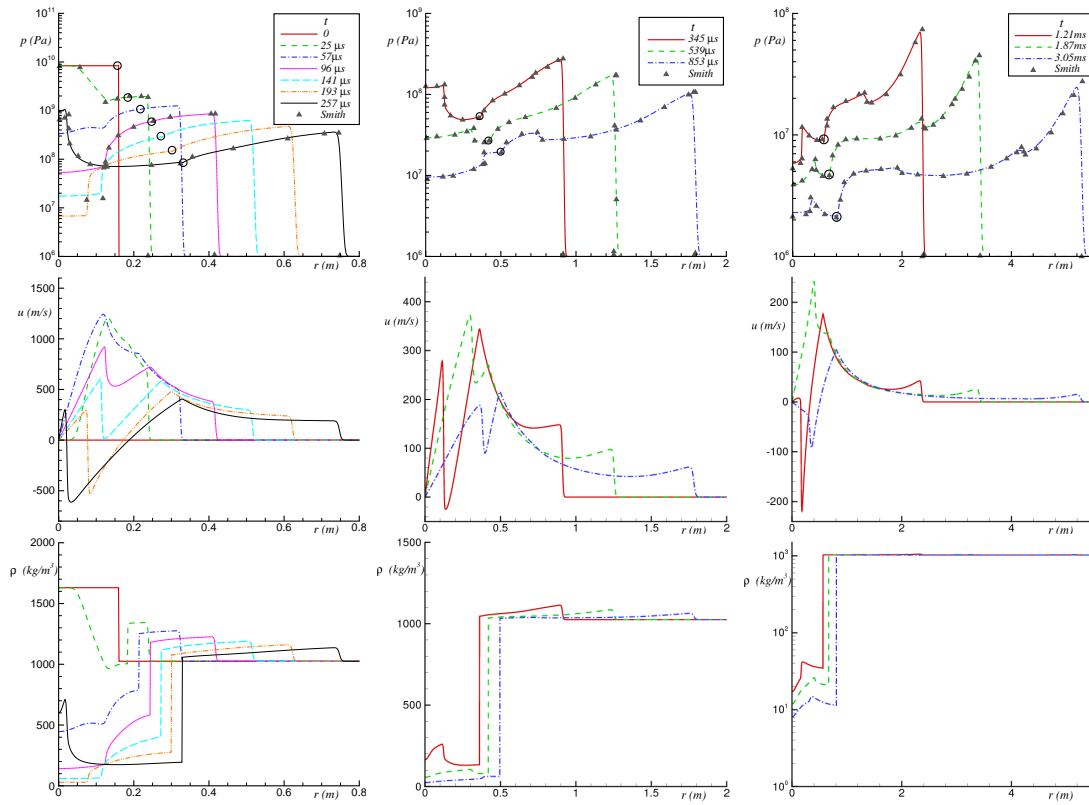 10^11
p (Pa)
10^10
10^9
10^8
10^7
10^6
0 0.2 0.4 0.6 0.8
r (m)
t
0
25 μs
57μs
96 μs
141 μs
193 μs
257 μs
Smith
10^9
p (Pa)
10^8
10^7
10^6
0 0.5 1 1.5 2
r (m)
t
345 μs
539μs
853 μs
Smith
10^8
p (Pa)
10^7
10^6
0 2 4
r (m)
t
1.21ms
1.87ms
3.05ms
Smith
u (m/s)
1500
1000
500
0
-500
0 0.2 0.4 0.6 0.8
r (m)
u (m/s)
400
300
200
100
0
0 0.5 1 1.5 2
r (m)
u (m/s)
200
100
0
-100
-200
0 2 4
r (m)
2000
ρ
(kg/m³)
1500
1000
500
0
0 0.2 0.4 0.6 0.8
r (m)
1500
ρ
(kg/m³)
1000
500
0
0 0.5 1 1.5 2
r (m)
10^3
ρ
(kg/m³)
10^2
10^1
10^0
0 2 4
r (m)